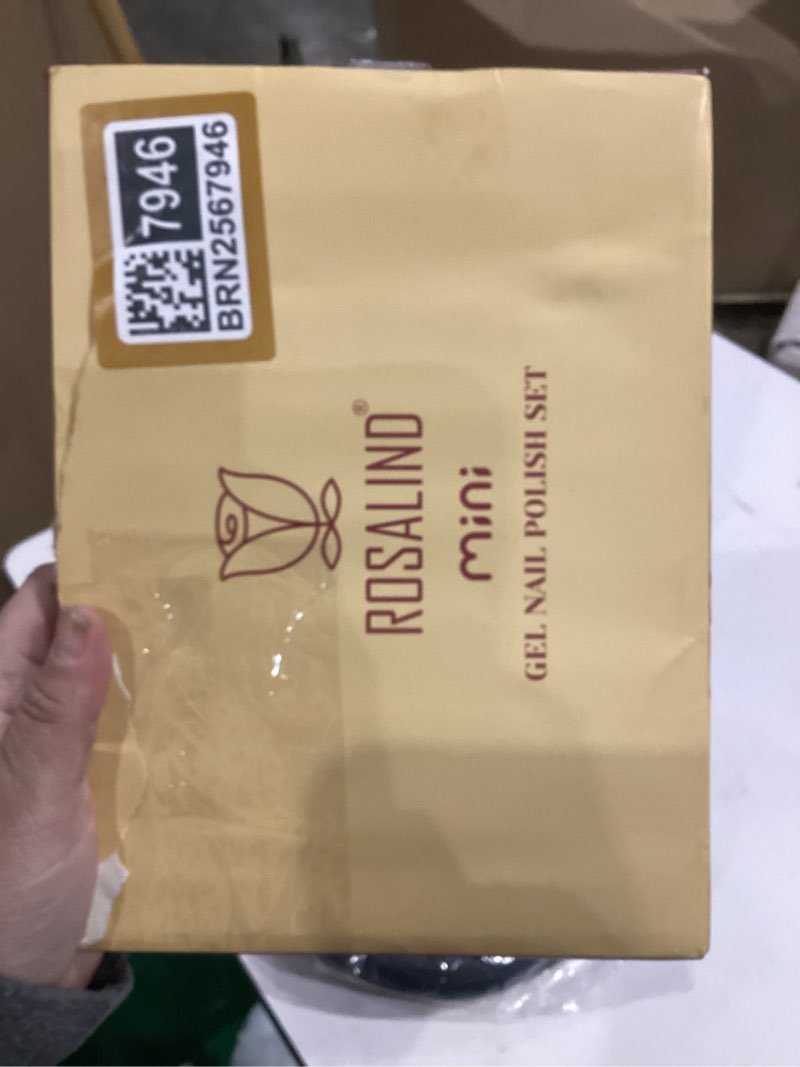 7946
BRN2567946
ROSALIND®
mini
GEL NAIL POLISH SET